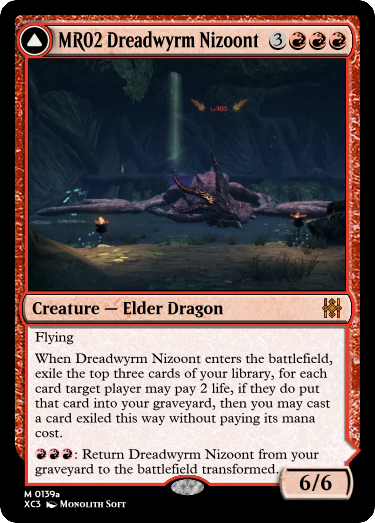 MR02 Dreadwyrm Nizoont 3
Lv105
Creature — Elder Dragon
Flying
When Dreadwyrm Nizoont enters the battlefield,
exile the top three cards of your library, for each
card target player may pay 2 life, if they do put
that card into your graveyard, then you may cast
a card exiled this way without paying its mana
cost.
: Return Dreadwyrm Nizoont from your
graveyard to the battlefield transformed.
6/6
M 0139a
XC3 Monolith Soft